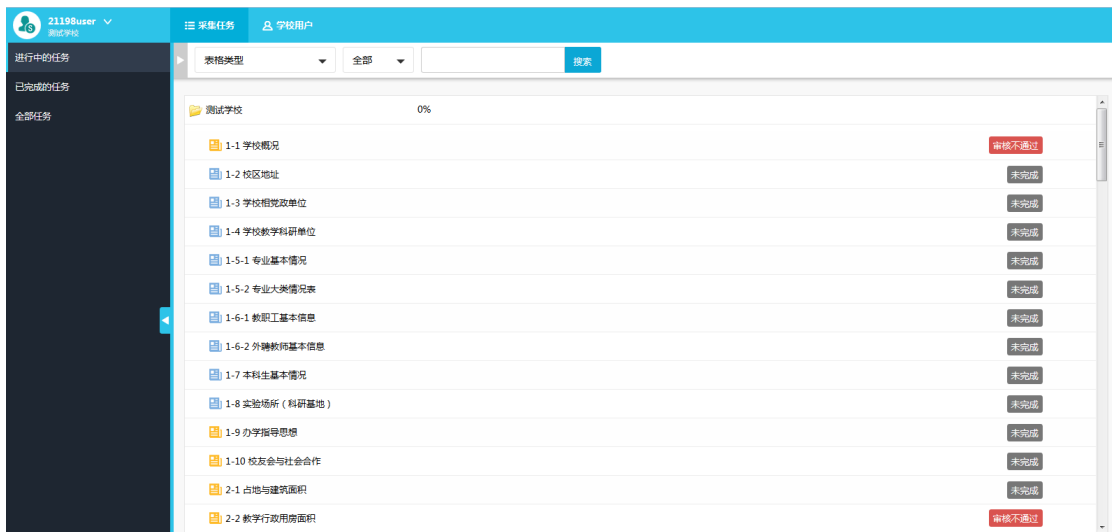 21198user
测试学校
采集任务 学校用户
进行中的任务
已完成的任务
全部任务
表格类型 全部 搜索
测试学校 0%
1-1 学校概况 审核不通过
1-2 校区地址 未完成
1-3 学校相党政单位 未完成
1-4 学校教学科研单位 未完成
1-5-1 专业基本情况 未完成
1-5-2 专业大类情况表 未完成
1-6-1 教职工基本信息 未完成
1-6-2 外聘教师基本信息 未完成
1-7 本科生基本情况 未完成
1-8 实验场所（科研基地） 未完成
1-9 办学指导思想 未完成
1-10 校友会与社会合作 未完成
2-1 占地与建筑面积 未完成
2-2 教学行政用房面积 审核不通过